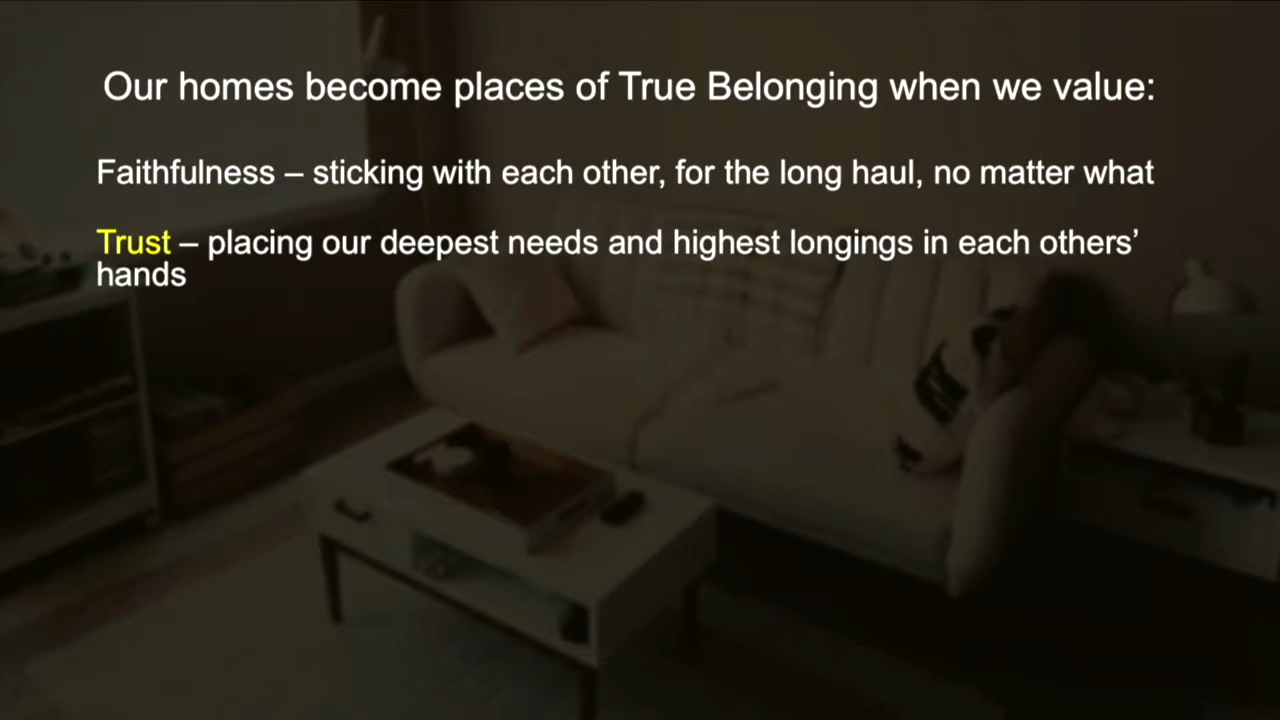 Our homes become places of True Belonging when we value:
Faithfulness – sticking with each other, for the long haul, no matter what
Trust – placing our deepest needs and highest longings in each others’
hands